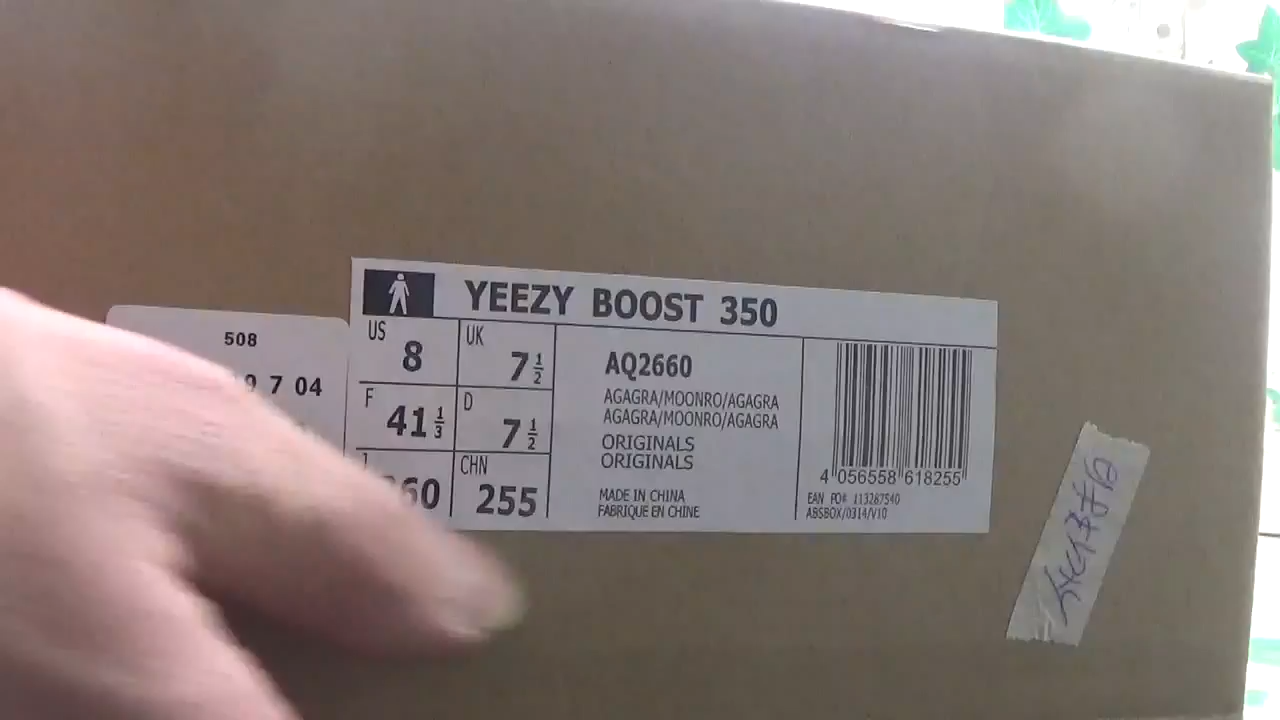 YEEZY BOOST 350
508
9 7 04
US 8
UK 7 1/2
F 41 1/3
D 7 1/2
60
CHN 255
AQ2660
AGAGRA/MOONRO/AGAGRA
AGAGRA/MOONRO/AGAGRA
ORIGINALS
ORIGINALS
MADE IN CHINA
FABRIQUE EN CHINE
4 056558 618255
EAN PO# 113287540
ABSBOX/0314/V10